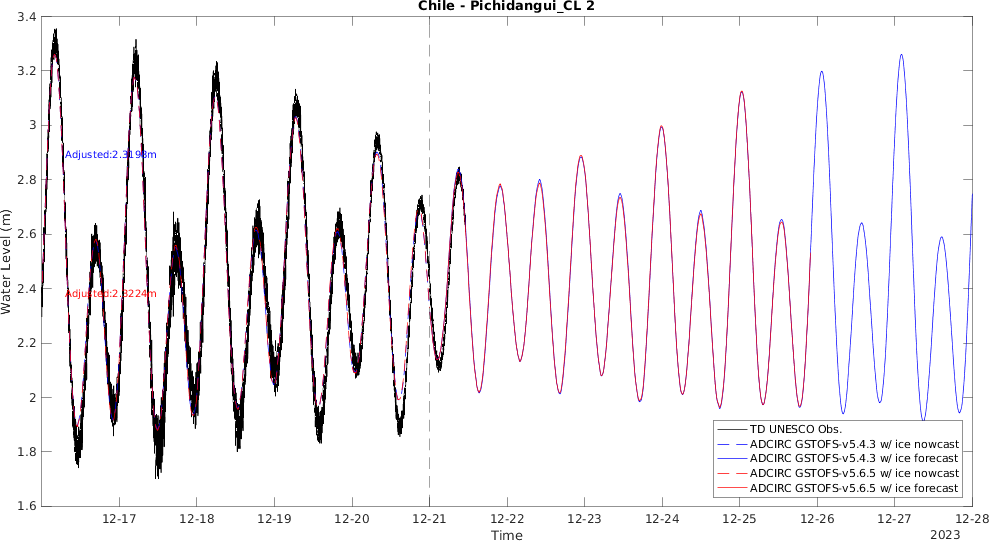 Chile - Pichidangui_CL 2
Water Level (m)
3.4
3.2
3
2.8
2.6
2.4
2.2
2
1.8
1.6
Adjusted:2.3198m
Adjusted:2.3224m
TD UNESCO Obs.
ADCIRC GSTOFS-v5.4.3 w/ ice nowcast
ADCIRC GSTOFS-v5.4.3 w/ ice forecast
ADCIRC GSTOFS-v5.6.5 w/ ice nowcast
ADCIRC GSTOFS-v5.6.5 w/ ice forecast
12-17 12-18 12-19 12-20 12-21 12-22 12-23 12-24 12-25 12-26 12-27 12-28
Time
2023